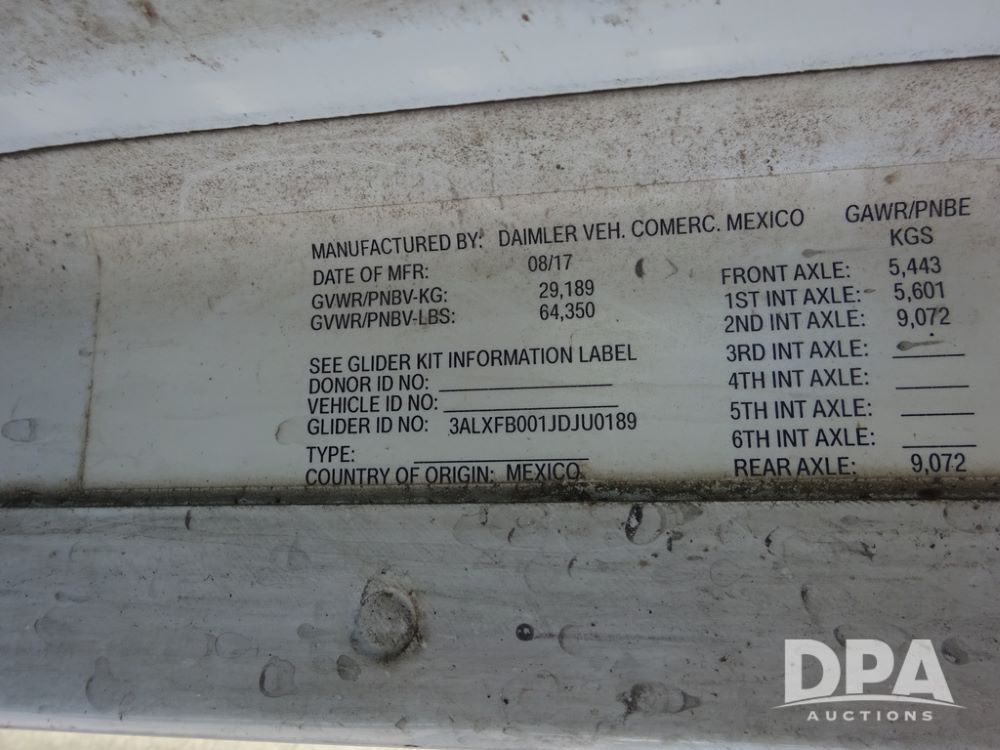 MANUFACTURED BY: DAIMLER VEH. COMERC. MEXICO
DATE OF MFR: 08/17
GVWR/PNBV-KG: 29,189
GVWR/PNBV-LBS: 64,350
SEE GLIDER KIT INFORMATION LABEL
DONOR ID NO:
VEHICLE ID NO:
GLIDER ID NO: 3ALXFB001JDJU0189
TYPE:
COUNTRY OF ORIGIN: MEXICO
GAWR/PNBE
KGS
FRONT AXLE: 5,443
1ST INT AXLE: 5,601
2ND INT AXLE: 9,072
3RD INT AXLE:
4TH INT AXLE:
5TH INT AXLE:
6TH INT AXLE:
REAR AXLE: 9,072
DPA
AUCTIONS